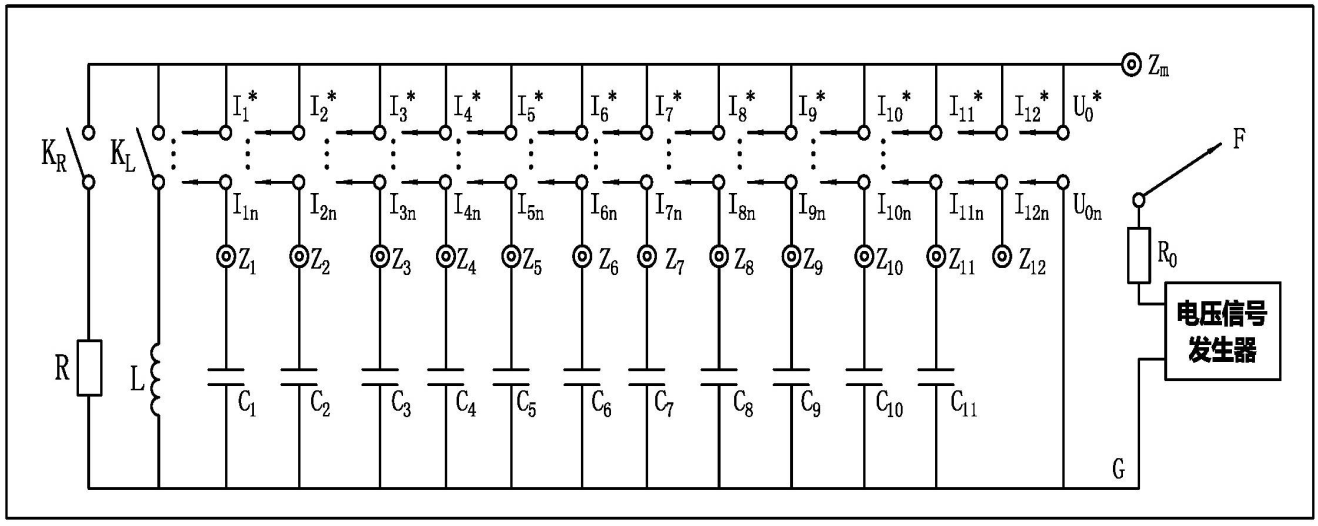 Zm
I1* I2* I3* I4* I5* I6* I7* I8* I9* I10* I11* I12* U0*
KR KL F
I1n I2n I3n I4n I5n I6n I7n I8n I9n I10n I11n I12n U0n
Z1 Z2 Z3 Z4 Z5 Z6 Z7 Z8 Z9 Z10 Z11 Z12 R0
电压信号
发生器
R L C1 C2 C3 C4 C5 C6 C7 C8 C9 C10 C11
G